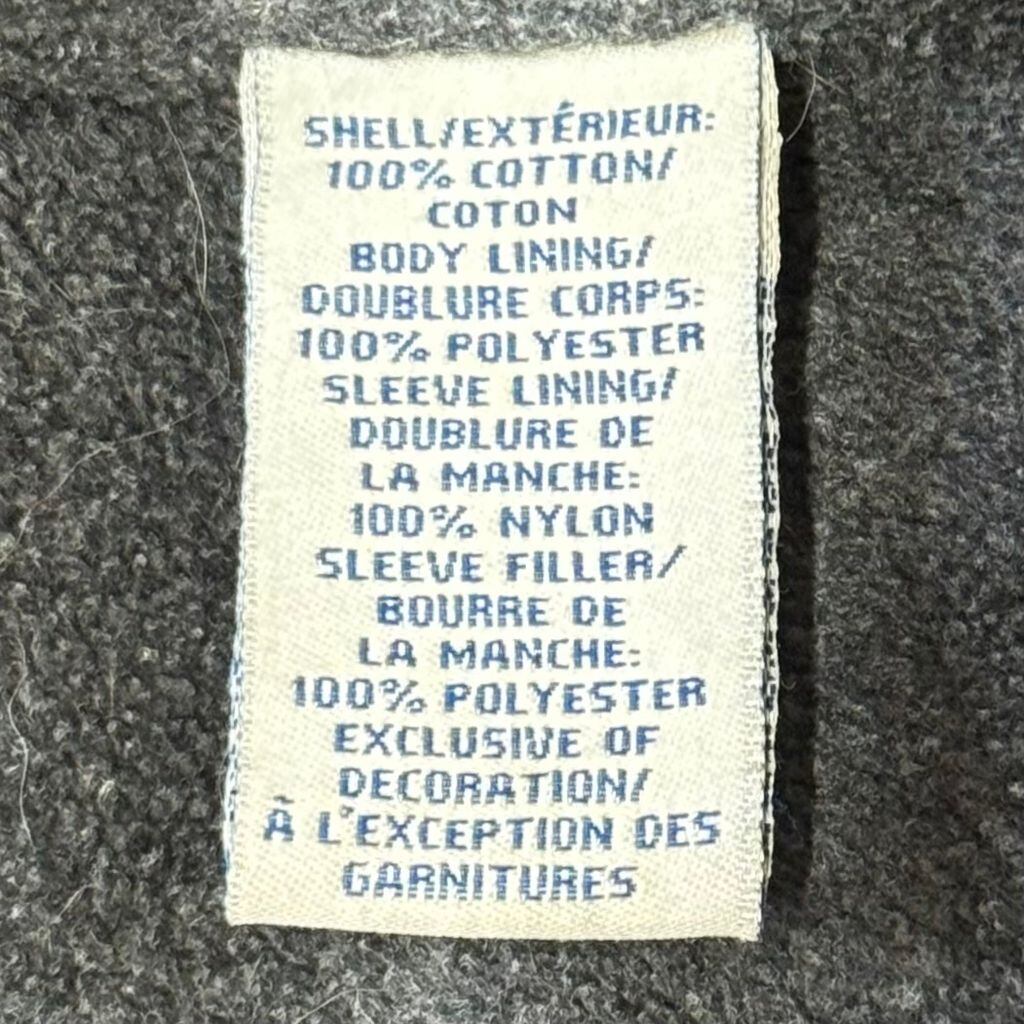 SHELL/EXTÉRIEUR:
100% COTTON/
COTON
BODY LINING/
DOUBLURE CORPS:
100% POLYESTER
SLEEVE LINING/
DOUBLURE DE
LA MANCHE:
100% NYLON
SLEEVE FILLER/
BOURRE DE
LA MANCHE:
100% POLYESTER
EXCLUSIVE OF
DECORATION/
À L'EXCEPTION DES
GARNITURES